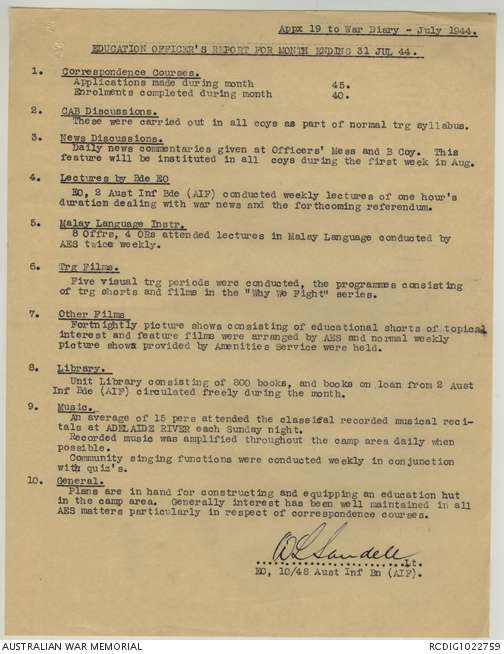 Appx 19 to War Diary - July 1944.
EDUCATION OFFICER'S REPORT FOR MONTH ENDING 31 JUL 44.
1. Correspondence Courses.
Applications made during month 45.
Enrolments completed during month 40.
2. CAB Discussions.
These were carried out in all coys as part of normal trg syllabus.
3. News Discussions.
Daily news commentaries given at Officers' Mess and B Coy. This
feature will be instituted in all coys during the first week in Aug.
4. Lectures by Bde EO
EO, 2 Aust Inf Bde (AIF) conducted weekly lectures of one hour's
duration dealing with war news and the forthcoming referendum.
5. Malay Language Instr.
8 Offrs, 4 ORs attended lectures in Malay Language conducted by
AES twice weekly.
6. Trg Films.
Five visual trg periods were conducted, the programmes consisting
of trg shorts and films in the "Why We Fight" series.
7. Other Films
Fortnightly picture shows consisting of educational shorts of topical
interest and feature films were arranged by AES and normal weekly
picture shows provided by Amenities Service were held.
8. Library.
Unit Library consisting of 800 books, and books on loan from 2 Aust
Inf Bde (AIF) circulated freely during the month.
9. Music.
An average of 15 pers attended the classical recorded musical reci-
tals at ADELAIDE RIVER each Sunday night.
Recorded music was amplified throughout the camp area daily when
possible.
Community singing functions were conducted weekly in conjunction
with quiz's.
10. General.
Plans are in hand for constructing and equipping an education hut
in the camp area. Generally interest has been well maintained in all
AES matters particularly in respect of correspondence courses.
Sandell
Lt.
EO, 10/48 Aust Inf Bn (AIF).
AUSTRALIAN WAR MEMORIAL RCDIG1022759